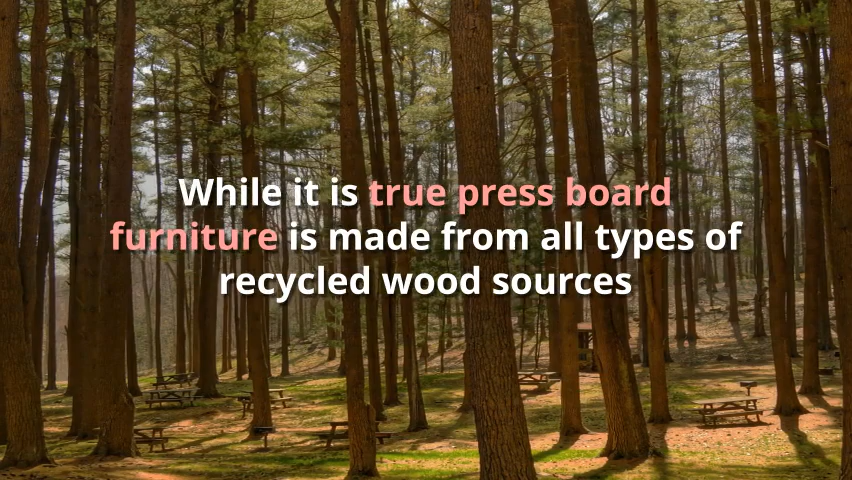 While it is true press board
furniture is made from all types of
recycled wood sources